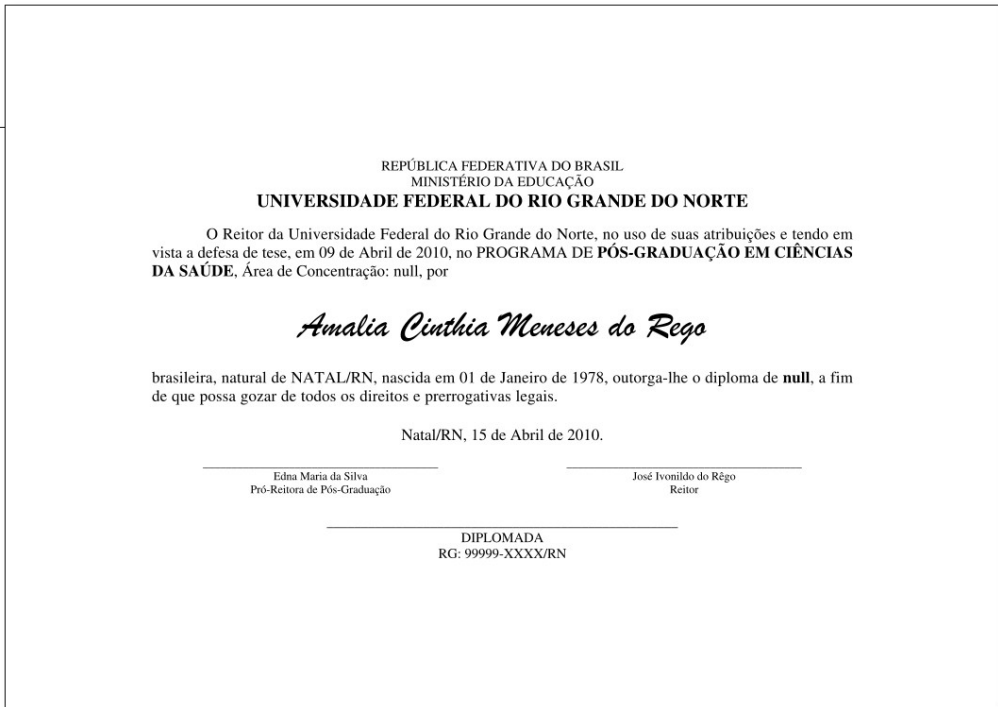 REPÚBLICA FEDERATIVA DO BRASIL
MINISTÉRIO DA EDUCAÇÃO
UNIVERSIDADE FEDERAL DO RIO GRANDE DO NORTE
O Reitor da Universidade Federal do Rio Grande do Norte, no uso de suas atribuições e tendo em
vista a defesa de tese, em 09 de Abril de 2010, no PROGRAMA DE PÓS-GRADUAÇÃO EM CIÊNCIAS
DA SAÚDE, Área de Concentração: null, por
Amalia Cinthia Meneses do Rego
brasileira, natural de NATAL/RN, nascida em 01 de Janeiro de 1978, outorga-lhe o diploma de null, a fim
de que possa gozar de todos os direitos e prerrogativas legais.
Natal/RN, 15 de Abril de 2010.
Edna Maria da Silva
Pró-Reitora de Pós-Graduação
José Ivonildo do Rêgo
Reitor
DIPLOMADA
RG: 99999-XXXX/RN